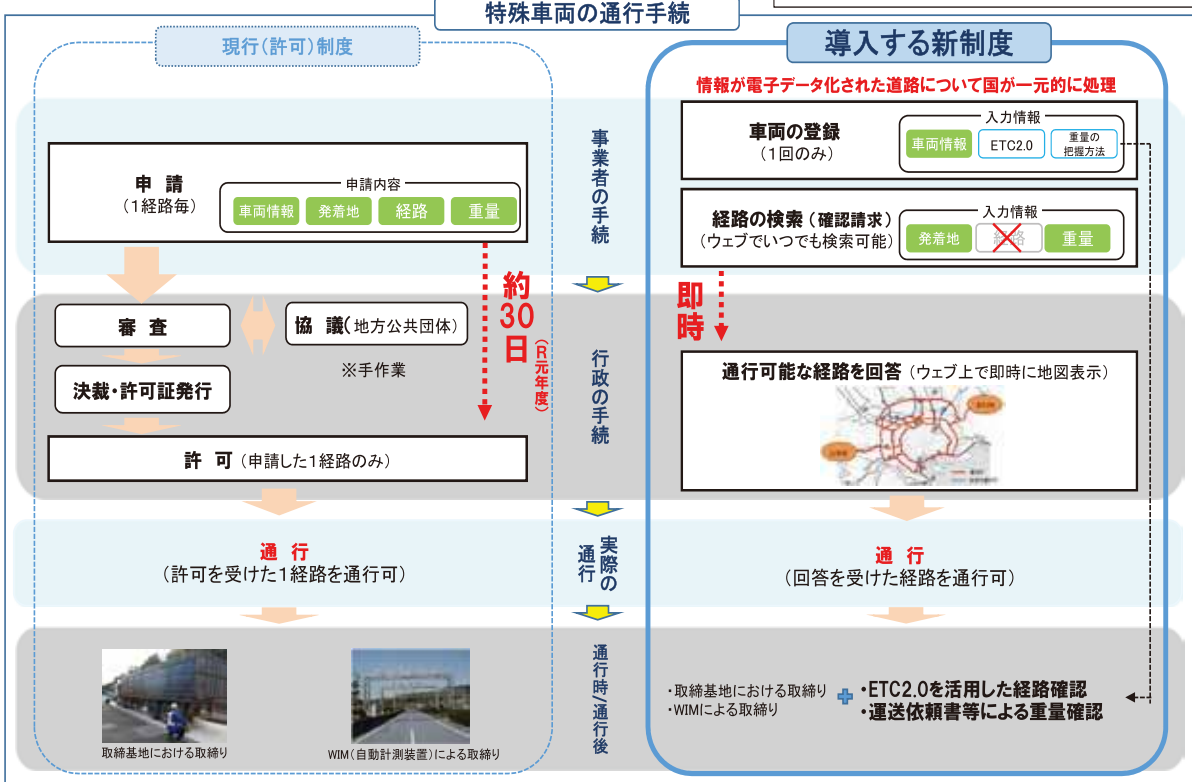 特殊車両の通行手続
現行(許可)制度
申 請
(1経路毎)
申請内容
車両情報
発着地
経路
重量
審 査
協 議(地方公共団体)
※手作業
決裁・許可証発行
約30日
(R元年度)
許 可 (申請した1経路のみ)
通 行
(許可を受けた1経路を通行可)
取締基地における取締り
WIM(自動計測装置)による取締り
事業者の手続
行政の手続
実際の
通行
通行時/通行後
導入する新制度
情報が電子データ化された道路について国が一元的に処理
車両の登録
(1回のみ)
入力情報
車両情報
ETC2.0
重量の
把握方法
経路の検索(確認請求)
(ウェブでいつでも検索可能)
入力情報
発着地
経路
重量
即時
通行可能な経路を回答 (ウェブ上で即時に地図表示)
通 行
(回答を受けた経路を通行可)
・取締基地における取締り
・WIMによる取締り
・ETC2.0を活用した経路確認
・運送依頼書等による重量確認